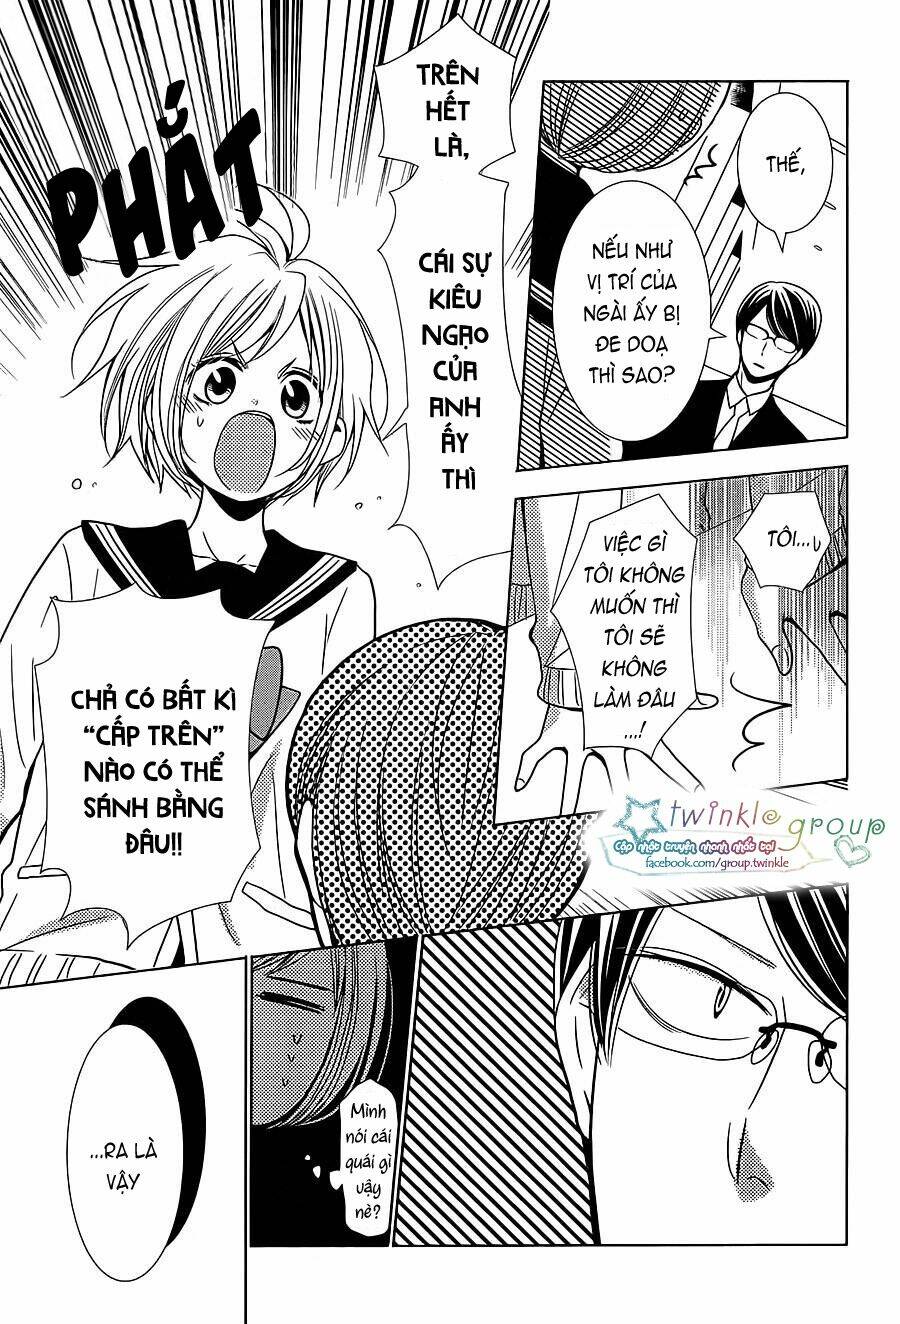 THẾ,
NẾU NHƯ
VỊ TRÍ CỦA
NGÀI ẤY BỊ
ĐE DOẠ
THÌ SAO?
TÔI...
VIỆC GÌ
TÔI KHÔNG
MUỐN THÌ
TÔI SẼ
KHÔNG
LÀM ĐÂU
...!
TRÊN
HẾT
LÀ,
CÁI SỰ
KIÊU
NGẠO
CỦA
ANH
ẤY
THÌ
PHẮT
CHẢ CÓ BẤT KÌ
“CẤP TRÊN”
NÀO CÓ THỂ
SÁNH BẰNG
ĐÂU!!
twinkle group
Cập nhật truyện nhanh nhất tại
facebook.com/group.twinkle
Mình
nói cái
quái gì
vậy
nè?
...RA LÀ
VẬY